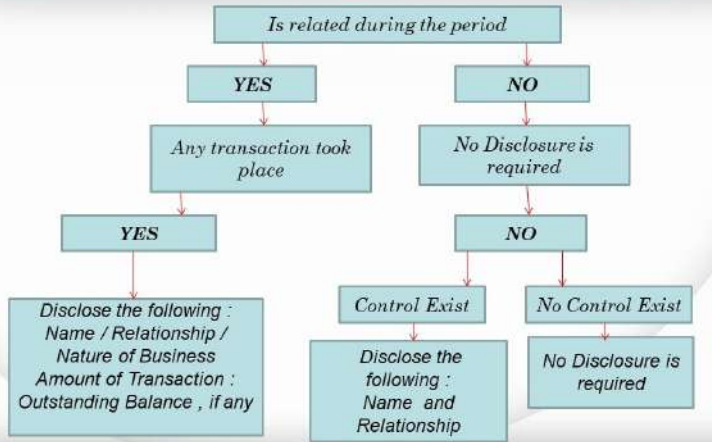 Is related during the period
YES
NO
Any transaction took
place
No Disclosure is
required
YES
NO
Control Exist
No Control Exist
Disclose the following :
Name / Relationship /
Nature of Business
Amount of Transaction :
Outstanding Balance , if any
Disclose the
following :
Name and
Relationship
No Disclosure is
required